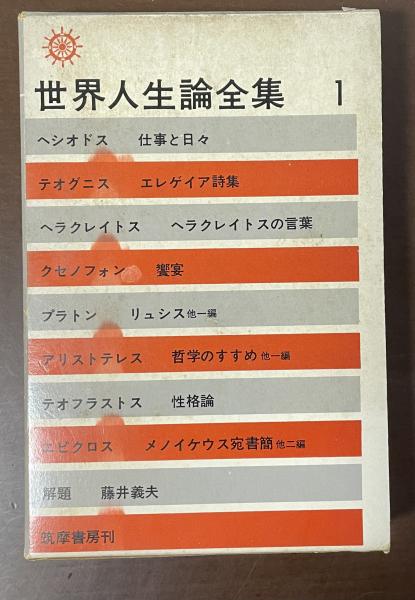 世界人生論全集 1
ヘシオドス 仕事と日々
テオグニス エレゲイア詩集
ヘラクレイトス ヘラクレイトスの言葉
クセノフォン 饗宴
プラトン リュシス他一編
アリストテレス 哲学のすすめ他一編
テオフラストス 性格論
エピクロス メノイケウス宛書簡他二編
解題 藤井義夫
筑摩書房刊